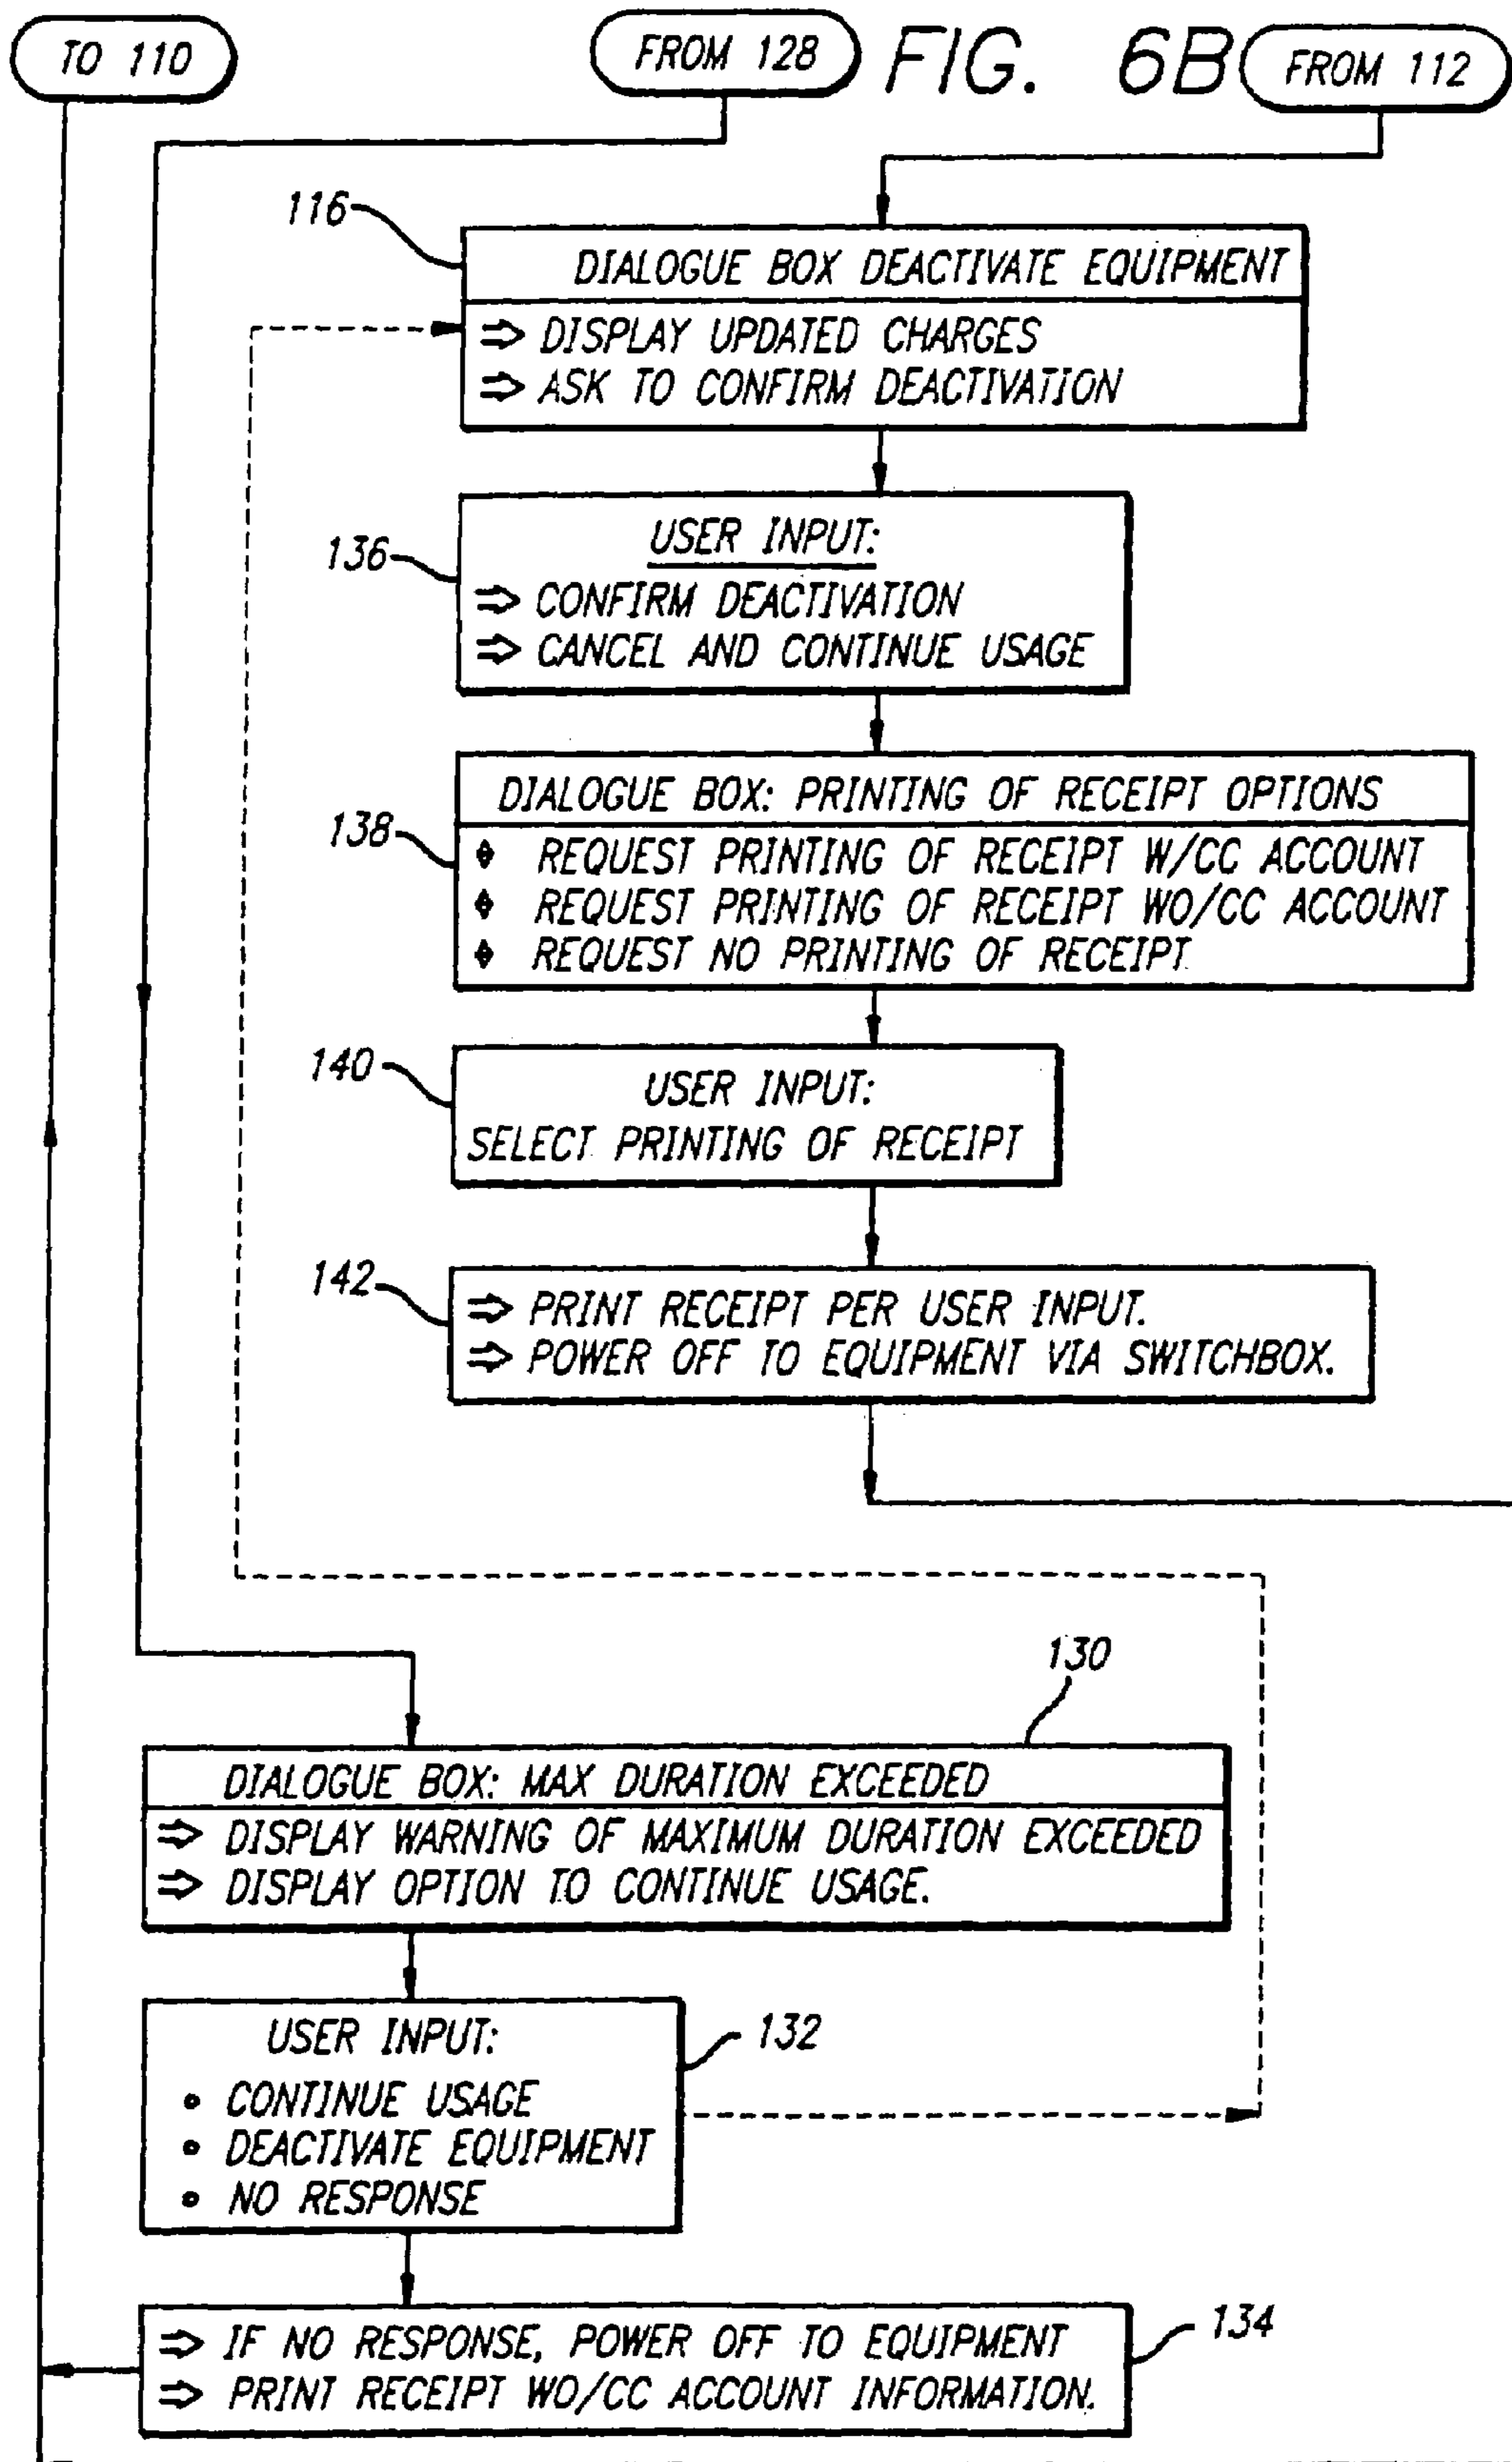 TO 110
FROM 128
FIG. 6B
FROM 112
116
DIALOGUE BOX DEACTIVATE EQUIPMENT
⇒ DISPLAY UPDATED CHARGES
⇒ ASK TO CONFIRM DEACTIVATION
136
USER INPUT:
⇒ CONFIRM DEACTIVATION
⇒ CANCEL AND CONTINUE USAGE
138
DIALOGUE BOX: PRINTING OF RECEIPT OPTIONS
♦ REQUEST PRINTING OF RECEIPT W/CC ACCOUNT
♦ REQUEST PRINTING OF RECEIPT WO/CC ACCOUNT
♦ REQUEST NO PRINTING OF RECEIPT
140
USER INPUT:
SELECT PRINTING OF RECEIPT
142
⇒ PRINT RECEIPT PER USER INPUT.
⇒ POWER OFF TO EQUIPMENT VIA SWITCHBOX.
130
DIALOGUE BOX: MAX DURATION EXCEEDED
⇒ DISPLAY WARNING OF MAXIMUM DURATION EXCEEDED
⇒ DISPLAY OPTION TO CONTINUE USAGE.
132
USER INPUT:
• CONTINUE USAGE
• DEACTIVATE EQUIPMENT
• NO RESPONSE
134
⇒ IF NO RESPONSE, POWER OFF TO EQUIPMENT
⇒ PRINT RECEIPT WO/CC ACCOUNT INFORMATION.